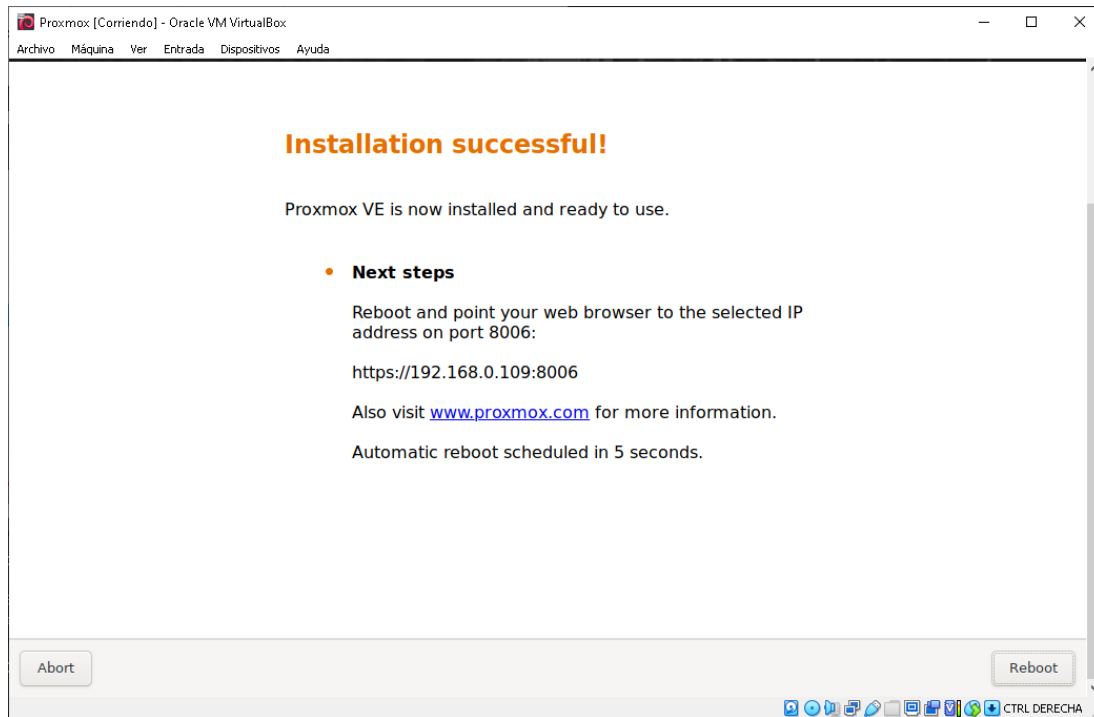 Proxmox [Corriendo] - Oracle VM VirtualBox
Archivo Máquina Ver Entrada Dispositivos Ayuda
Installation successful!
Proxmox VE is now installed and ready to use.
Next steps
Reboot and point your web browser to the selected IP
address on port 8006:
https://192.168.0.109:8006
Also visit www.proxmox.com for more information.
Automatic reboot scheduled in 5 seconds.
Abort
Reboot
CTRL DERECHA